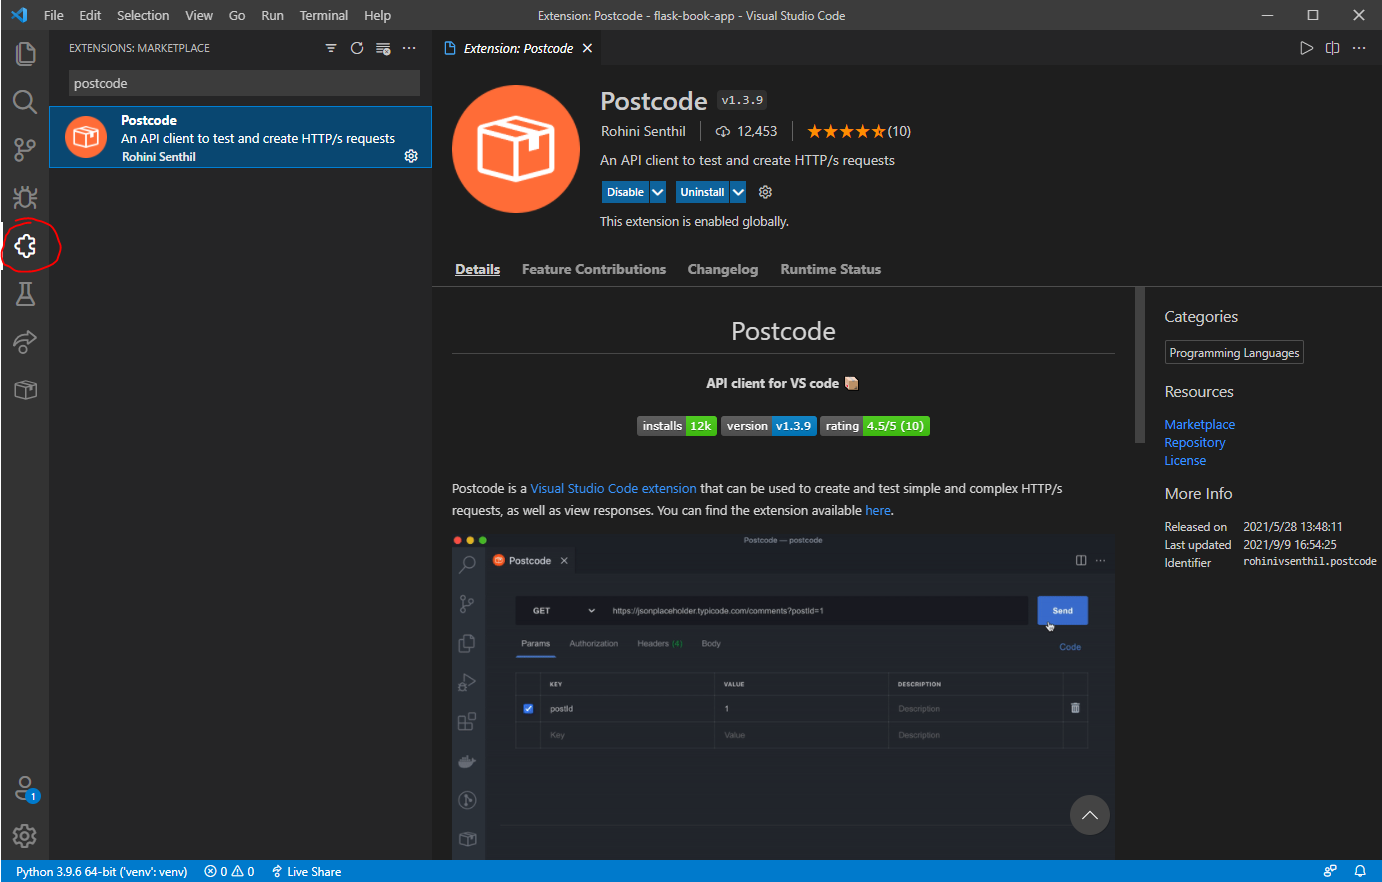 File Edit Selection View Go Run Terminal Help
Extension: Postcode - flask-book-app - Visual Studio Code
EXTENSIONS: MARKETPLACE
postcode
Postcode
An API client to test and create HTTP/s requests
Rohini Senthil
1
Extension: Postcode
Postcode v1.3.9
Rohini Senthil 12,453 (10)
An API client to test and create HTTP/s requests
Disable Uninstall
This extension is enabled globally.
Details Feature Contributions Changelog Runtime Status
Postcode
API client for VS code
installs 12k version v1.3.9 rating 4.5/5 (10)
Postcode is a Visual Studio Code extension that can be used to create and test simple and complex HTTP/s
requests, as well as view responses. You can find the extension available here.
Postcode — postcode
Postcode
GET https://jsonplaceholder.typicode.com/comments?postId=1 Send
Params Authorization Headers (4) Body Code
KEY VALUE DESCRIPTION
postId 1 Description
Key Value Description
Categories
Programming Languages
Resources
Marketplace
Repository
License
More Info
Released on 2021/5/28 13:48:11
Last updated 2021/9/9 16:54:25
Identifier rohinivsenthil.postcode
Python 3.9.6 64-bit ('venv': venv) 0 0 Live Share